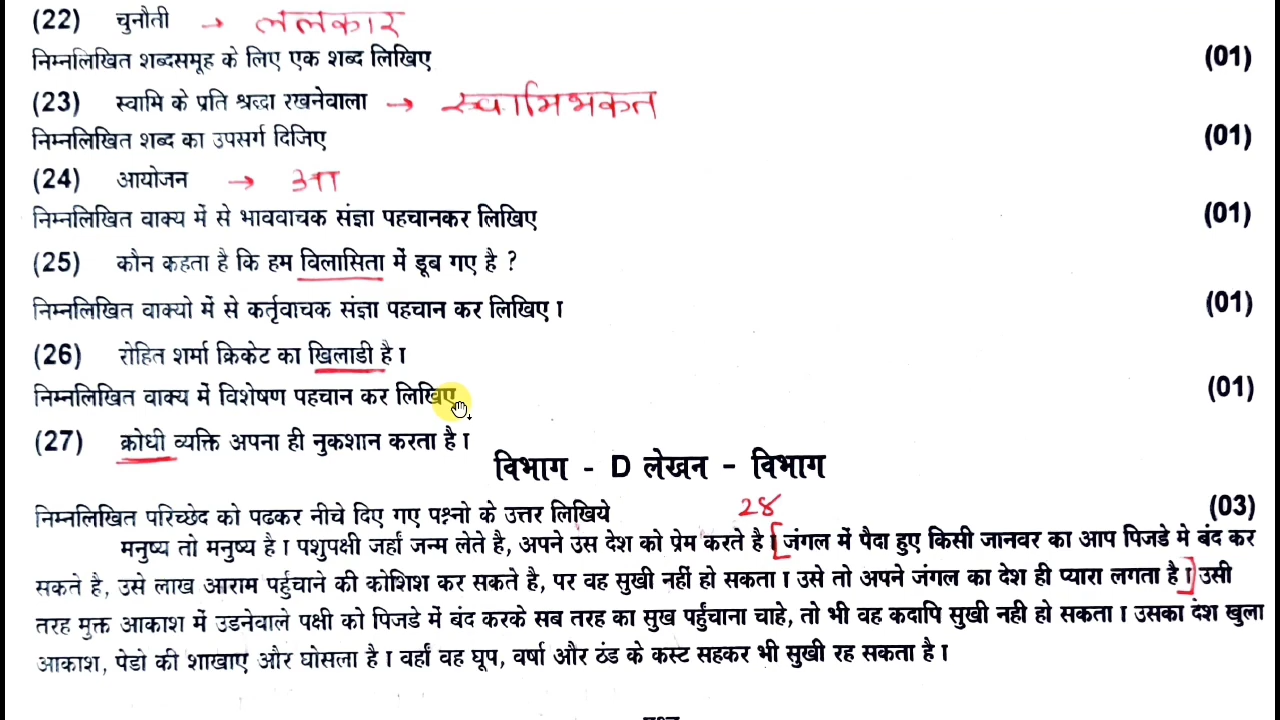 (22) चुनौती → ललकार
निम्नलिखित शब्दसमूह के लिए एक शब्द लिखिए (01)
(23) स्वामि के प्रति श्रध्दा रखनेवाला → स्वामिभकत
निम्नलिखित शब्द का उपसर्ग दिजिए (01)
(24) आयोजन → आ
निम्नलिखित वाक्य में से भाववाचक संज्ञा पहचानकर लिखिए (01)
(25) कौन कहता है कि हम विलासिता में डूब गए है ?
निम्नलिखित वाक्यो में से कर्तृवाचक संज्ञा पहचान कर लिखिए । (01)
(26) रोहित शर्मा क्रिकेट का खिलाडी है ।
निम्नलिखित वाक्य में विशेषण पहचान कर लिखिए (01)
(27) क्रोधी व्यक्ति अपना ही नुकशान करता है ।
विभाग - D लेखन - विभाग
निम्नलिखित परिच्छेद को पढकर नीचे दिए गए पश्नो के उत्तर लिखिये 28 (03)
मनुष्य तो मनुष्य है । पशुपक्षी जहाँ जन्म लेते है, अपने उस देश को प्रेम करते है । [जंगल में पैदा हुए किसी जानवर का आप पिजडे मे बंद कर
सकते है, उसे लाख आराम पहुंचाने की कोशिश कर सकते है, पर वह सुखी नहीं हो सकता । उसे तो अपने जंगल का देश ही प्यारा लगता है ।] उसी
तरह मुक्त आकाश में उडनेवाले पक्षी को पिजडे में बंद करके सब तरह का सुख पहुँचाना चाहे, तो भी वह कदापि सुखी नही हो सकता । उसका देश खुला
आकाश, पेडो की शाखाए और घोसला है । वहाँ वह घूप, वर्षा और ठंड के कस्ट सहकर भी सुखी रह सकता है ।